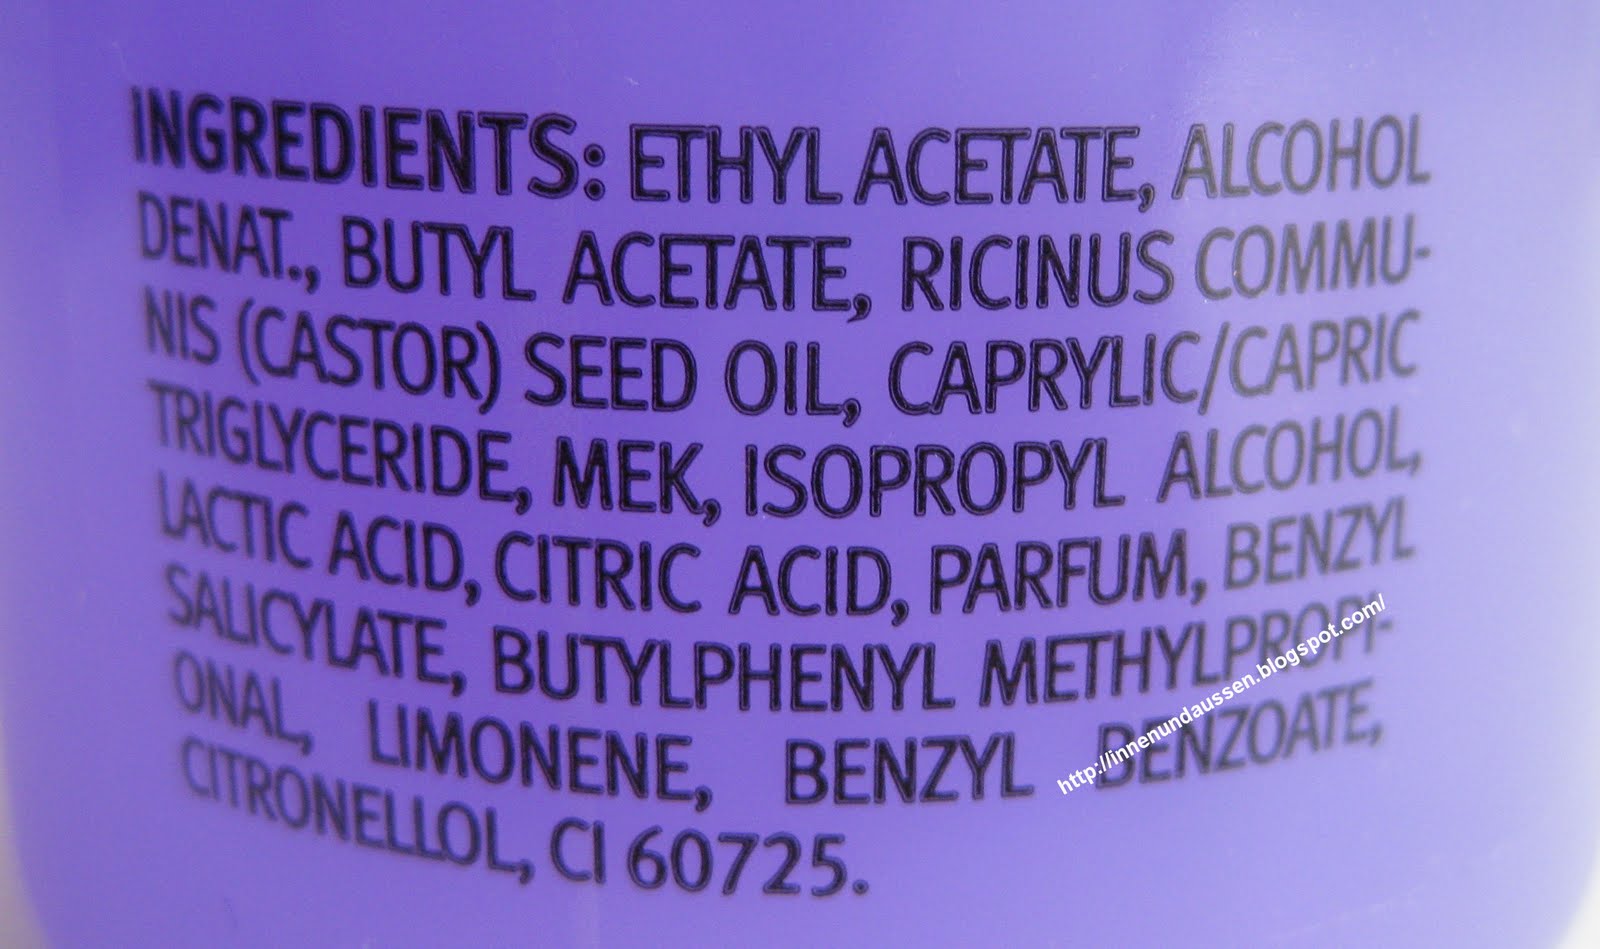 INGREDIENTS: ETHYL ACETATE, ALCOHOL
DENAT., BUTYL ACETATE, RICINUS COMMU-
NIS (CASTOR) SEED OIL, CAPRYLIC/CAPRIC
TRIGLYCERIDE, MEK, ISOPROPYL ALCOHOL,
LACTIC ACID, CITRIC ACID, PARFUM, BENZYL
SALICYLATE, BUTYLPHENYL METHYLPROPI-
ONAL, LIMONENE, BENZYL BENZOATE,
CITRONELLOL, CI 60725.
http://innenundaussen.blogspot.com/